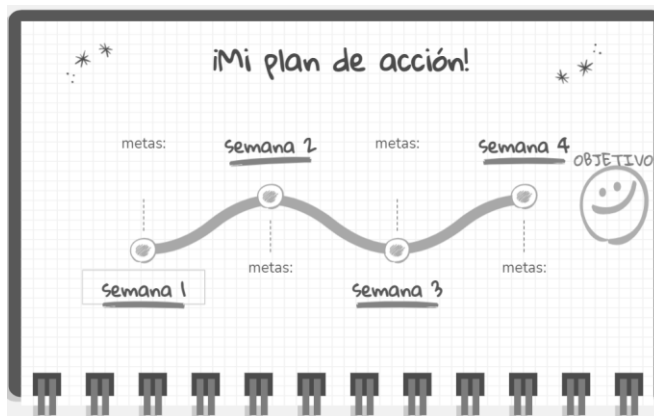 ¡Mi plan de acción!
metas:
semana 2
metas:
semana 4
OBJETIVO
metas:
metas:
semana 1
semana 3